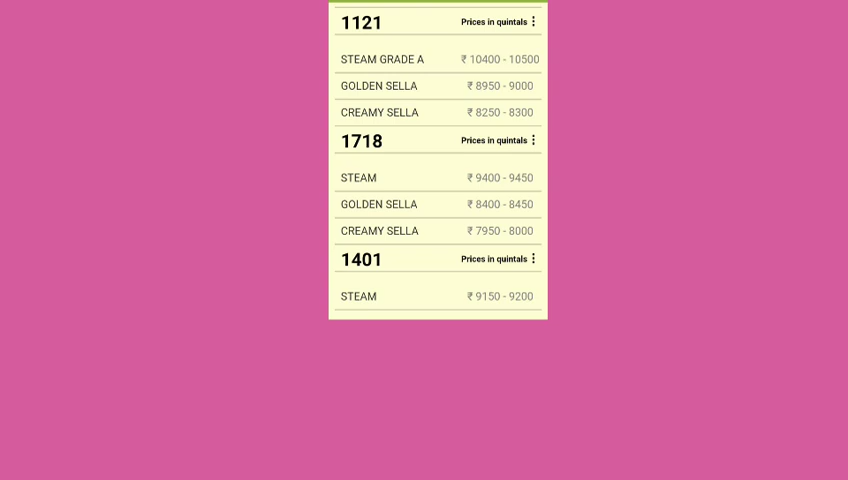 1121 Prices in quintals
STEAM GRADE A ₹ 10400 - 10500
GOLDEN SELLA ₹ 8950 - 9000
CREAMY SELLA ₹ 8250 - 8300
1718 Prices in quintals
STEAM ₹ 9400 - 9450
GOLDEN SELLA ₹ 8400 - 8450
CREAMY SELLA ₹ 7950 - 8000
1401 Prices in quintals
STEAM ₹ 9150 - 9200